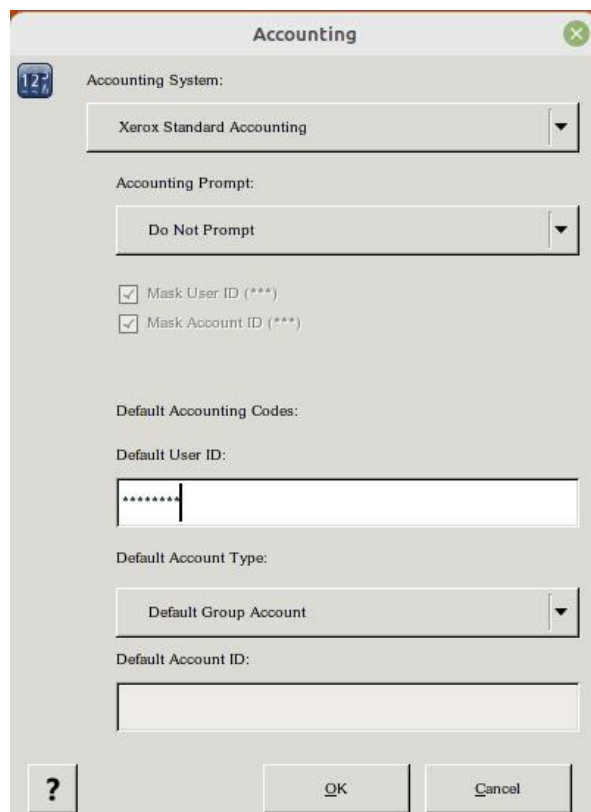 Accounting
123
Accounting System:
Xerox Standard Accounting
Accounting Prompt:
Do Not Prompt
Mask User ID (***)
Mask Account ID (***)
Default Accounting Codes:
Default User ID:
********
Default Account Type:
Default Group Account
Default Account ID:
?
OK
Cancel